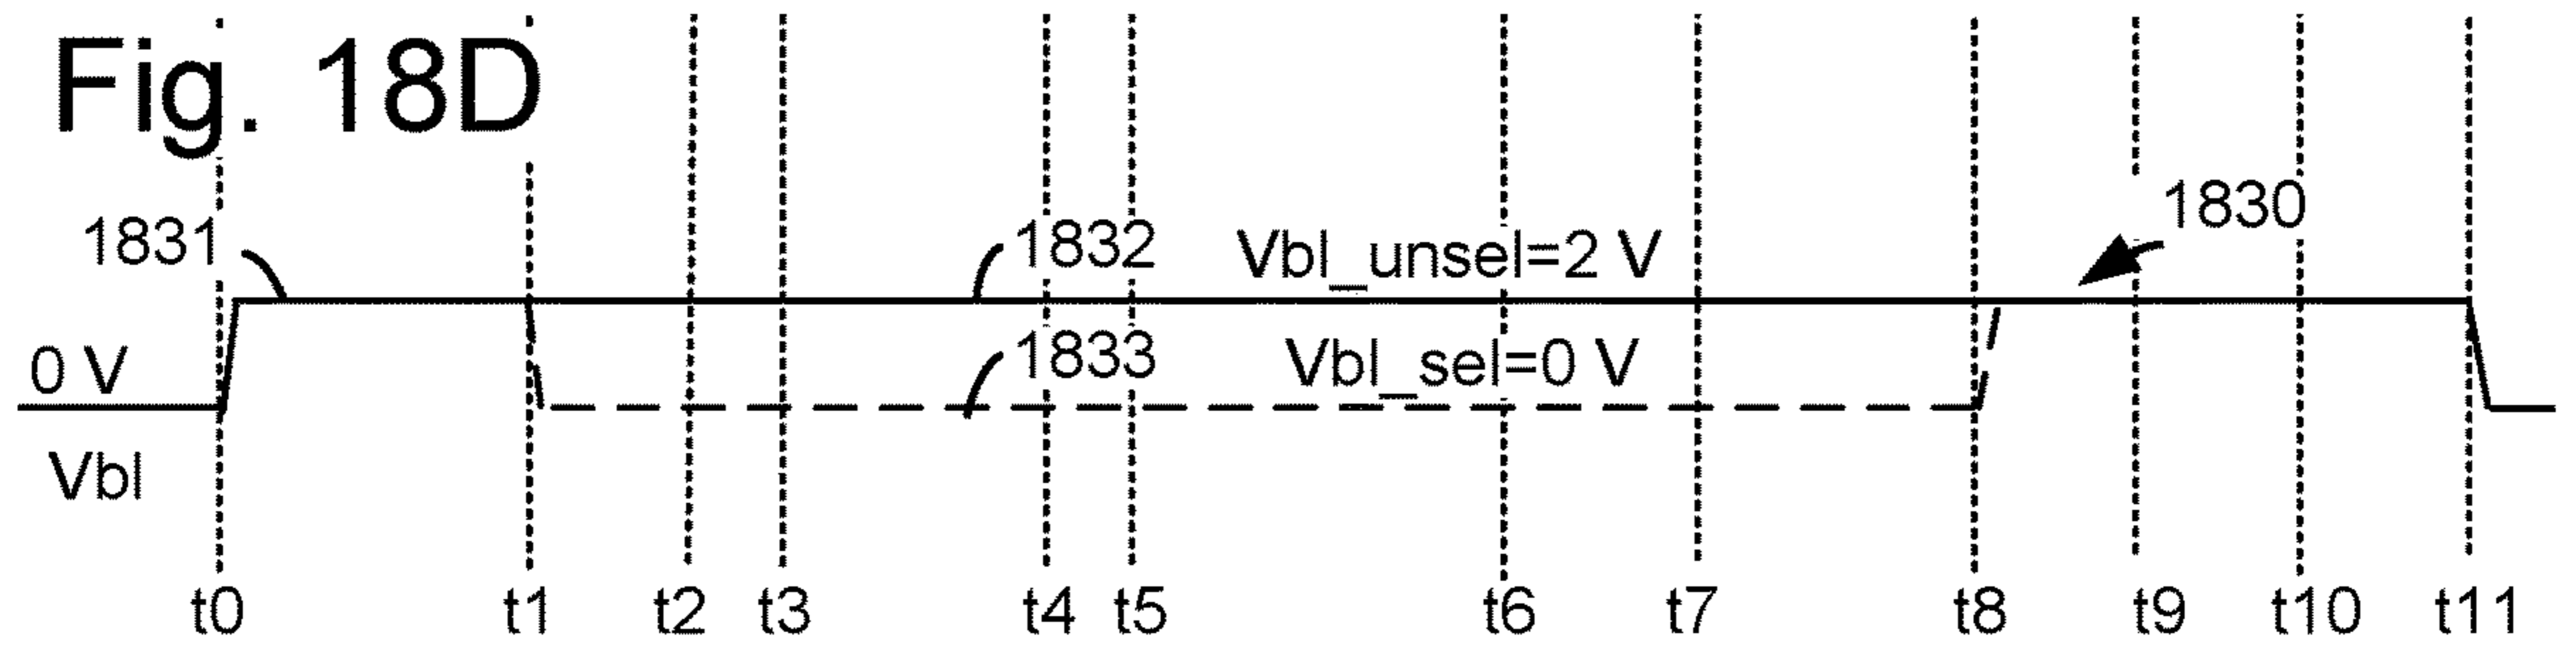 Fig. 18D
1831
1832
Vbl_unsel=2 V
1830
0 V
1833
Vbl_sel=0 V
Vbl
t0 t1 t2 t3 t4 t5 t6 t7 t8 t9 t10 t11